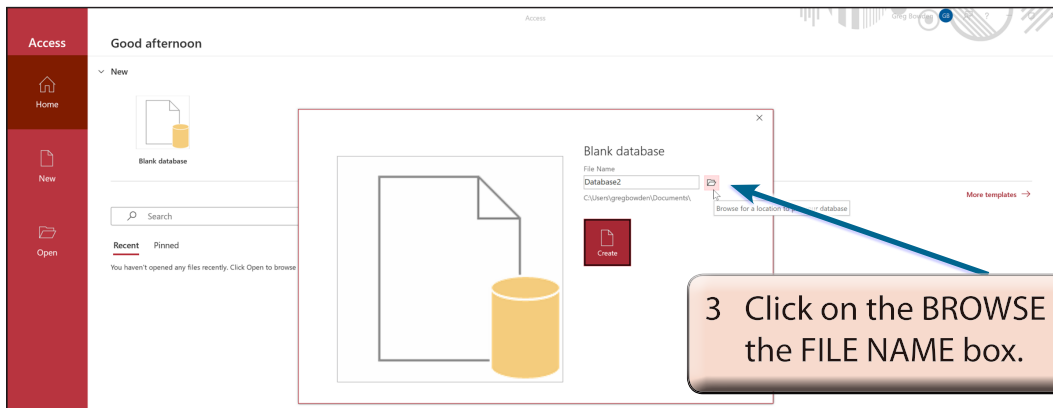 Access
Greg Bowden GB ?
Access
Good afternoon
New
Home
Blank database
New
Search
Open
Recent Pinned
You haven't opened any files recently. Click Open to browse
Blank database
File Name
Database2
C:\Users\gregbowden\Documents\
Browse for a location to put your database
Create
More templates →
3 Click on the BROWSE
the FILE NAME box.